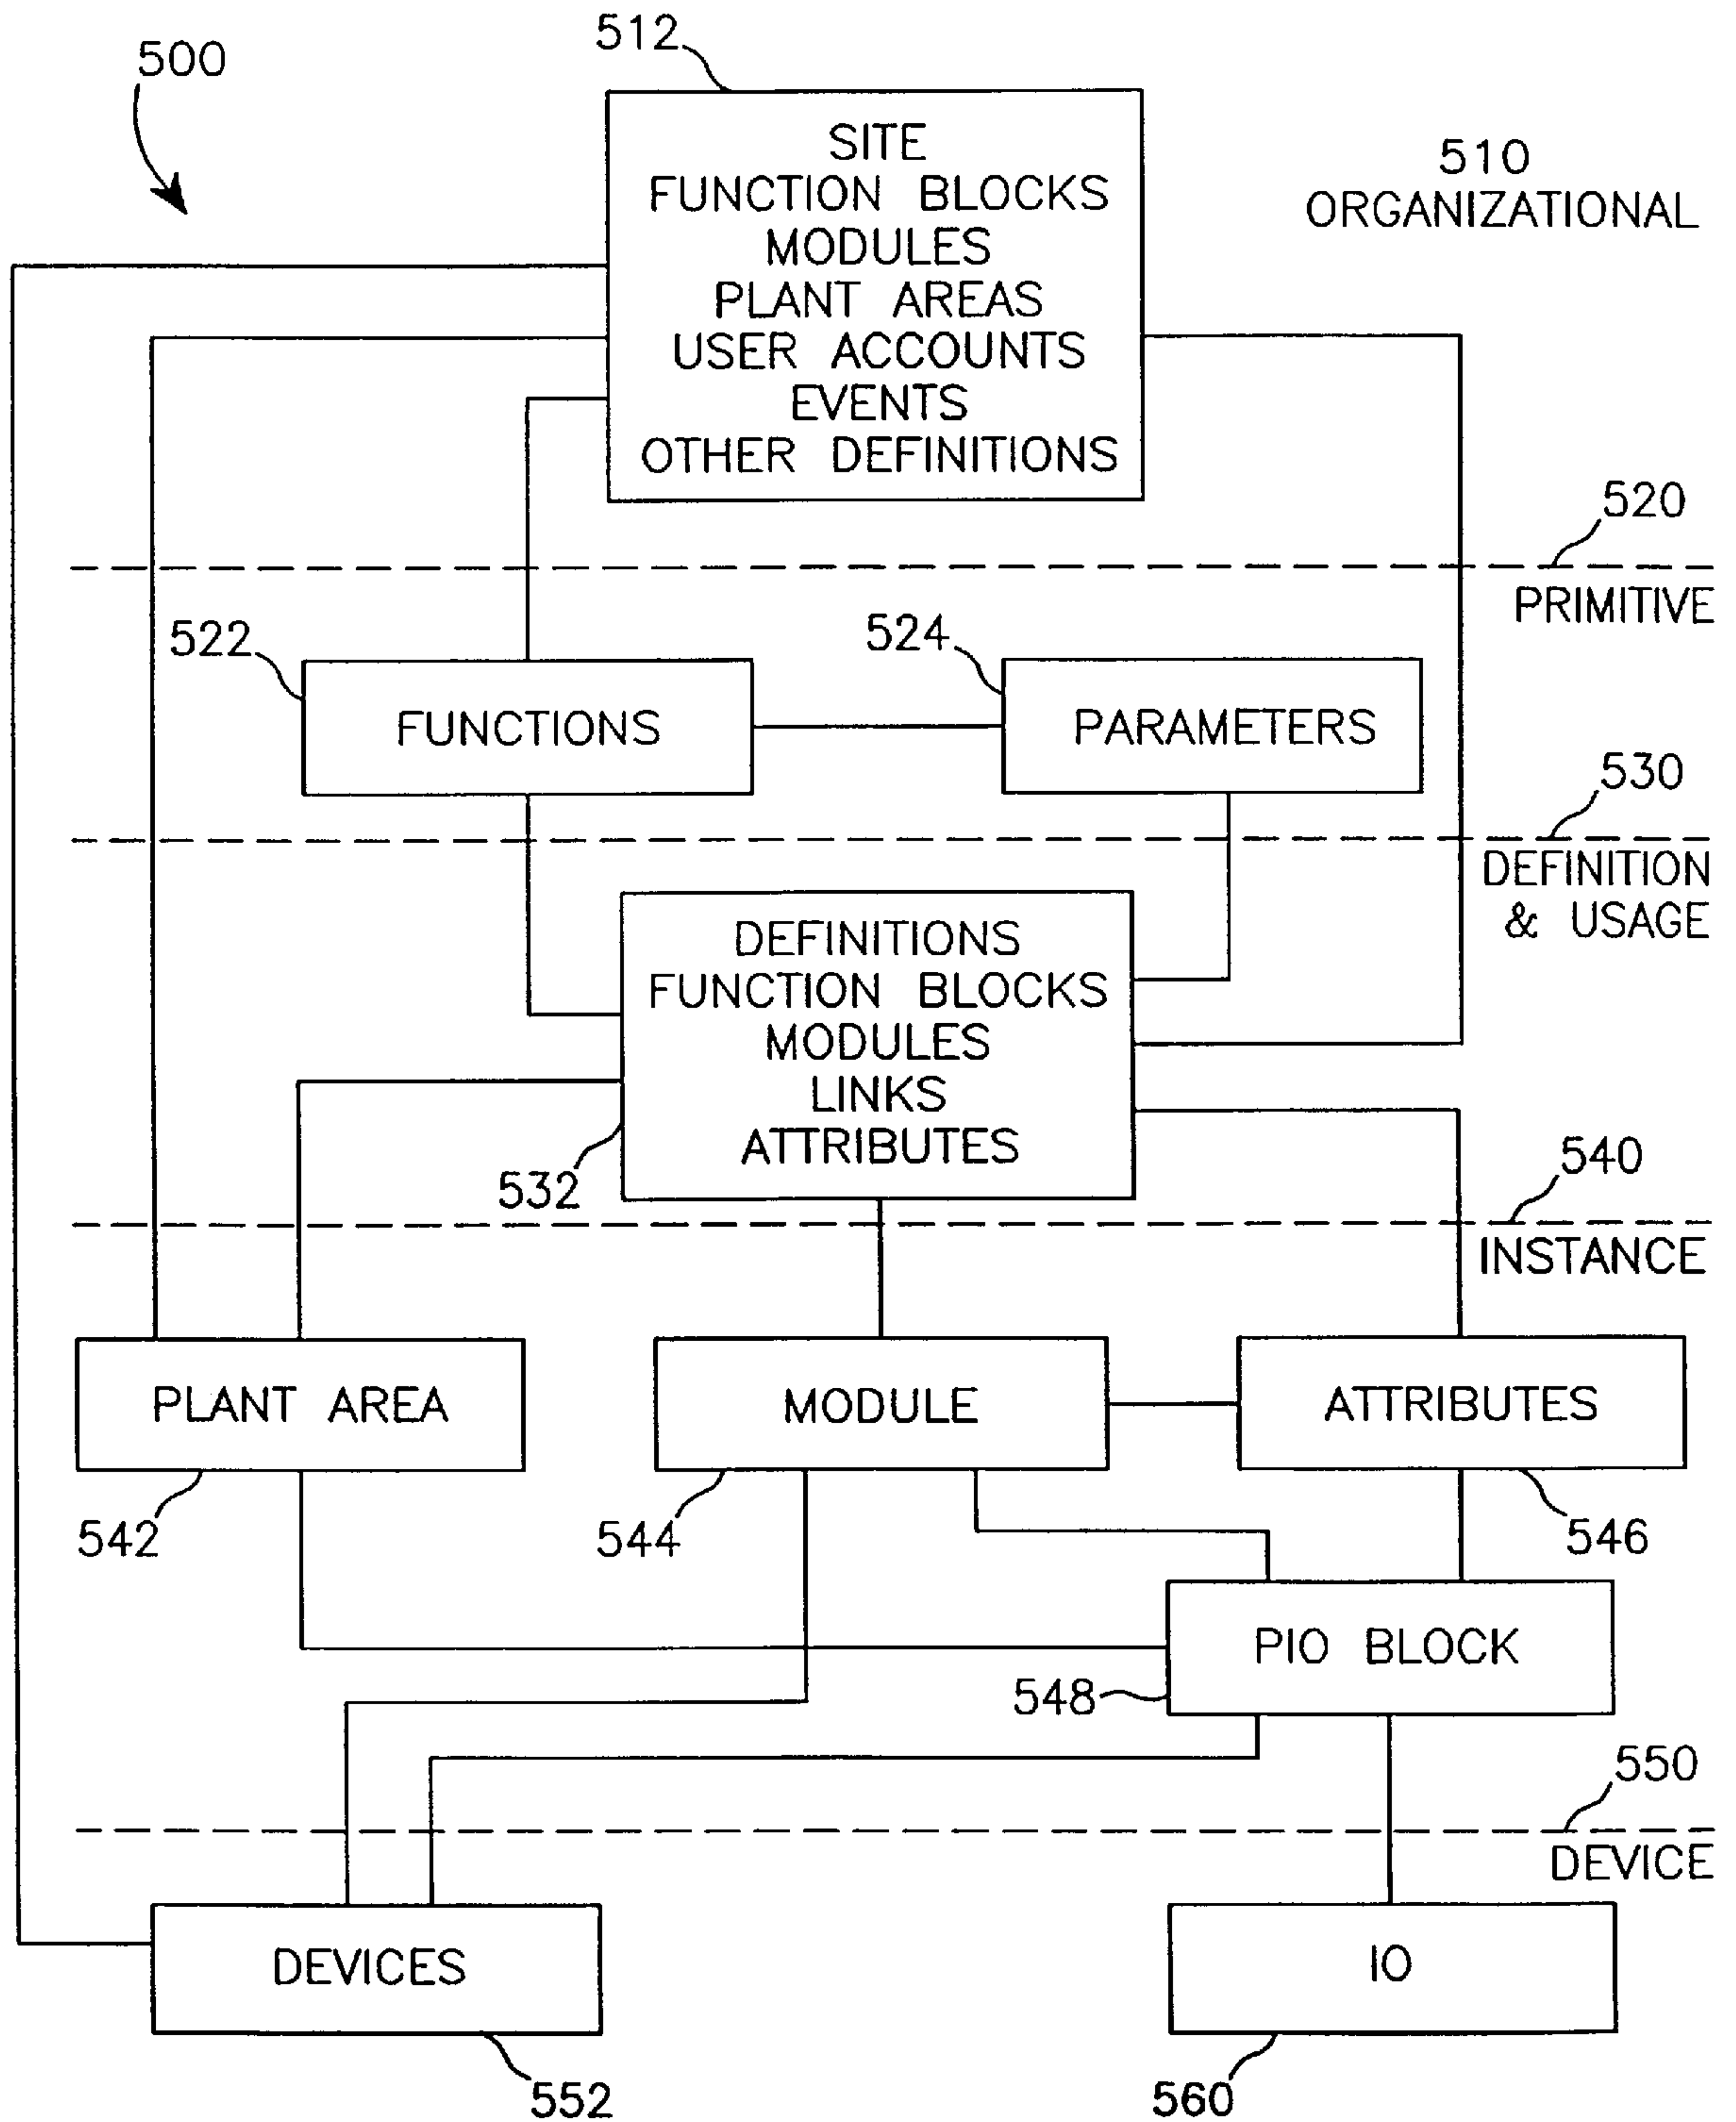 512
500
SITE
FUNCTION BLOCKS
MODULES
PLANT AREAS
USER ACCOUNTS
EVENTS
OTHER DEFINITIONS
510
ORGANIZATIONAL
520
PRIMITIVE
522
FUNCTIONS
524
PARAMETERS
530
DEFINITION
& USAGE
DEFINITIONS
FUNCTION BLOCKS
MODULES
LINKS
ATTRIBUTES
532
540
INSTANCE
PLANT AREA
MODULE
ATTRIBUTES
542
544
546
PIO BLOCK
548
550
DEVICE
DEVICES
IO
552
560